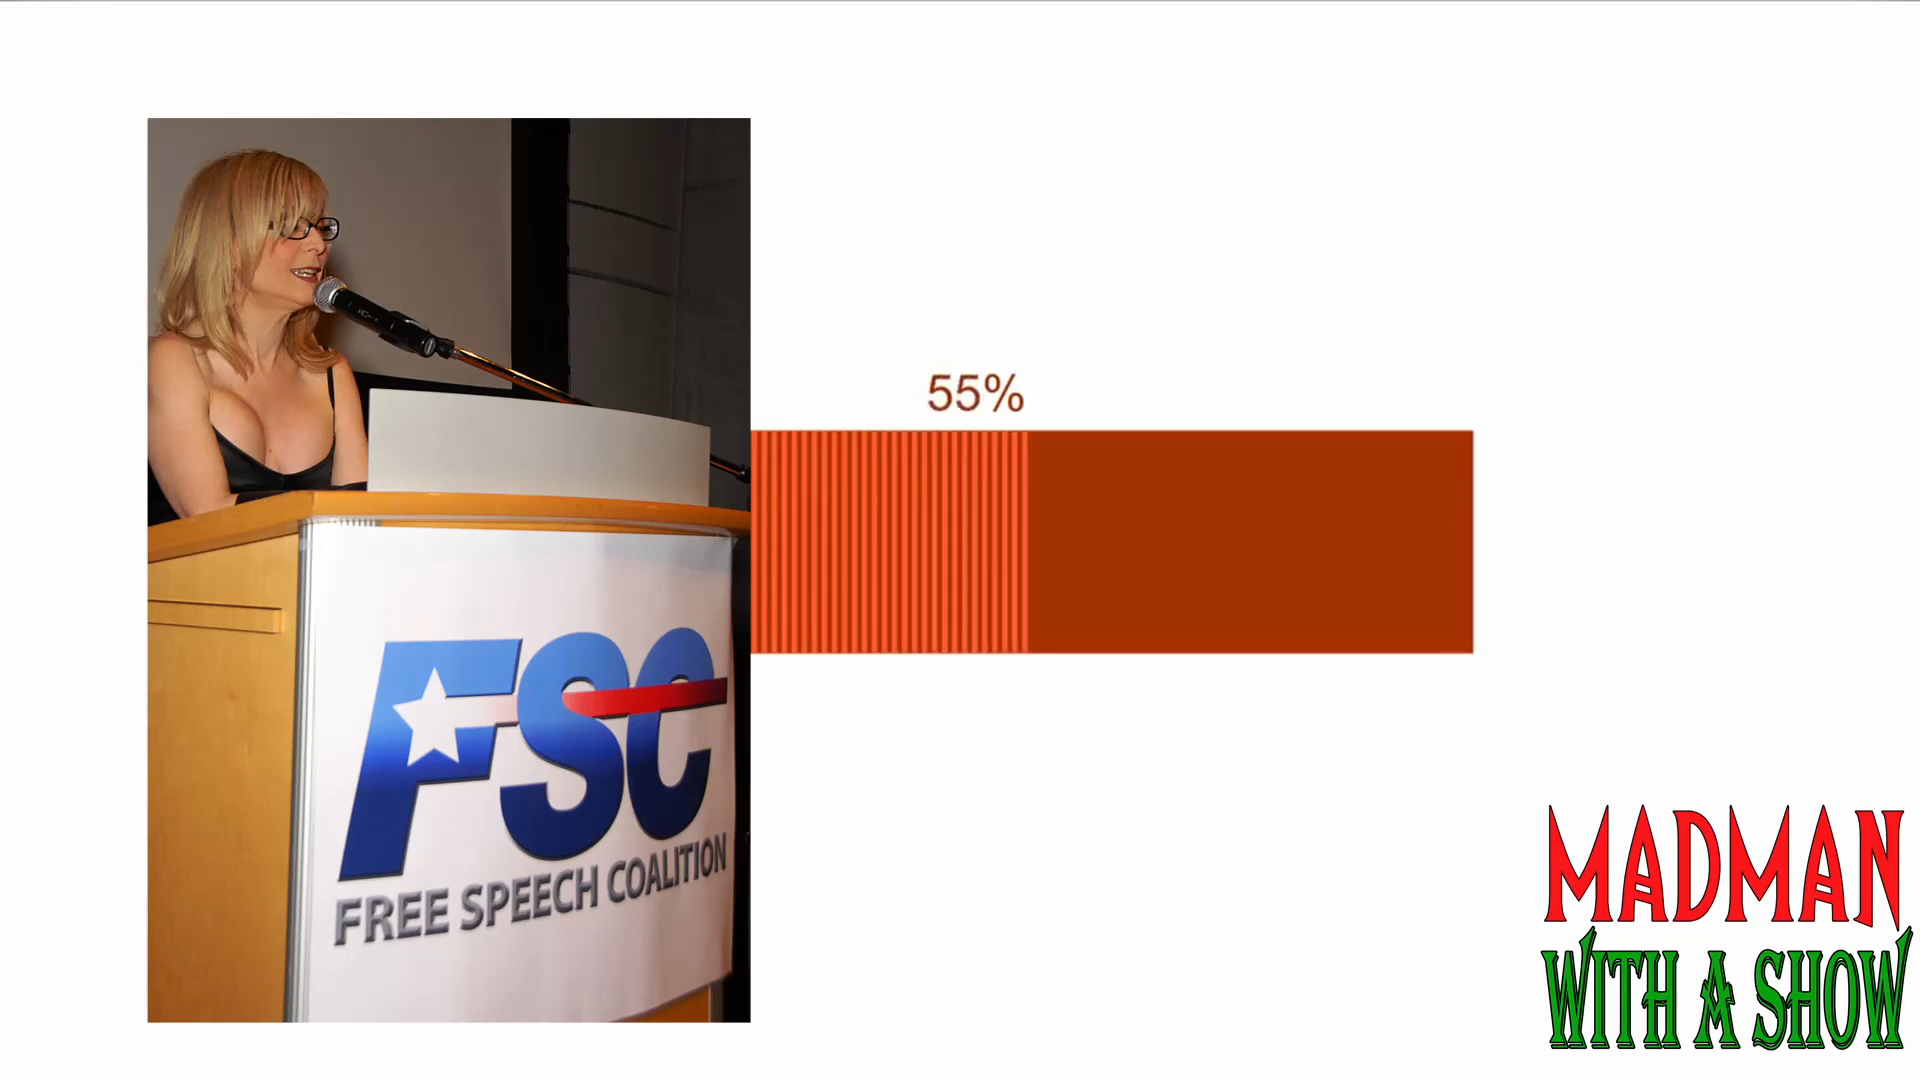 55%
FSC
FREE SPEECH COALITION
MADMAN
WITH A SHOW